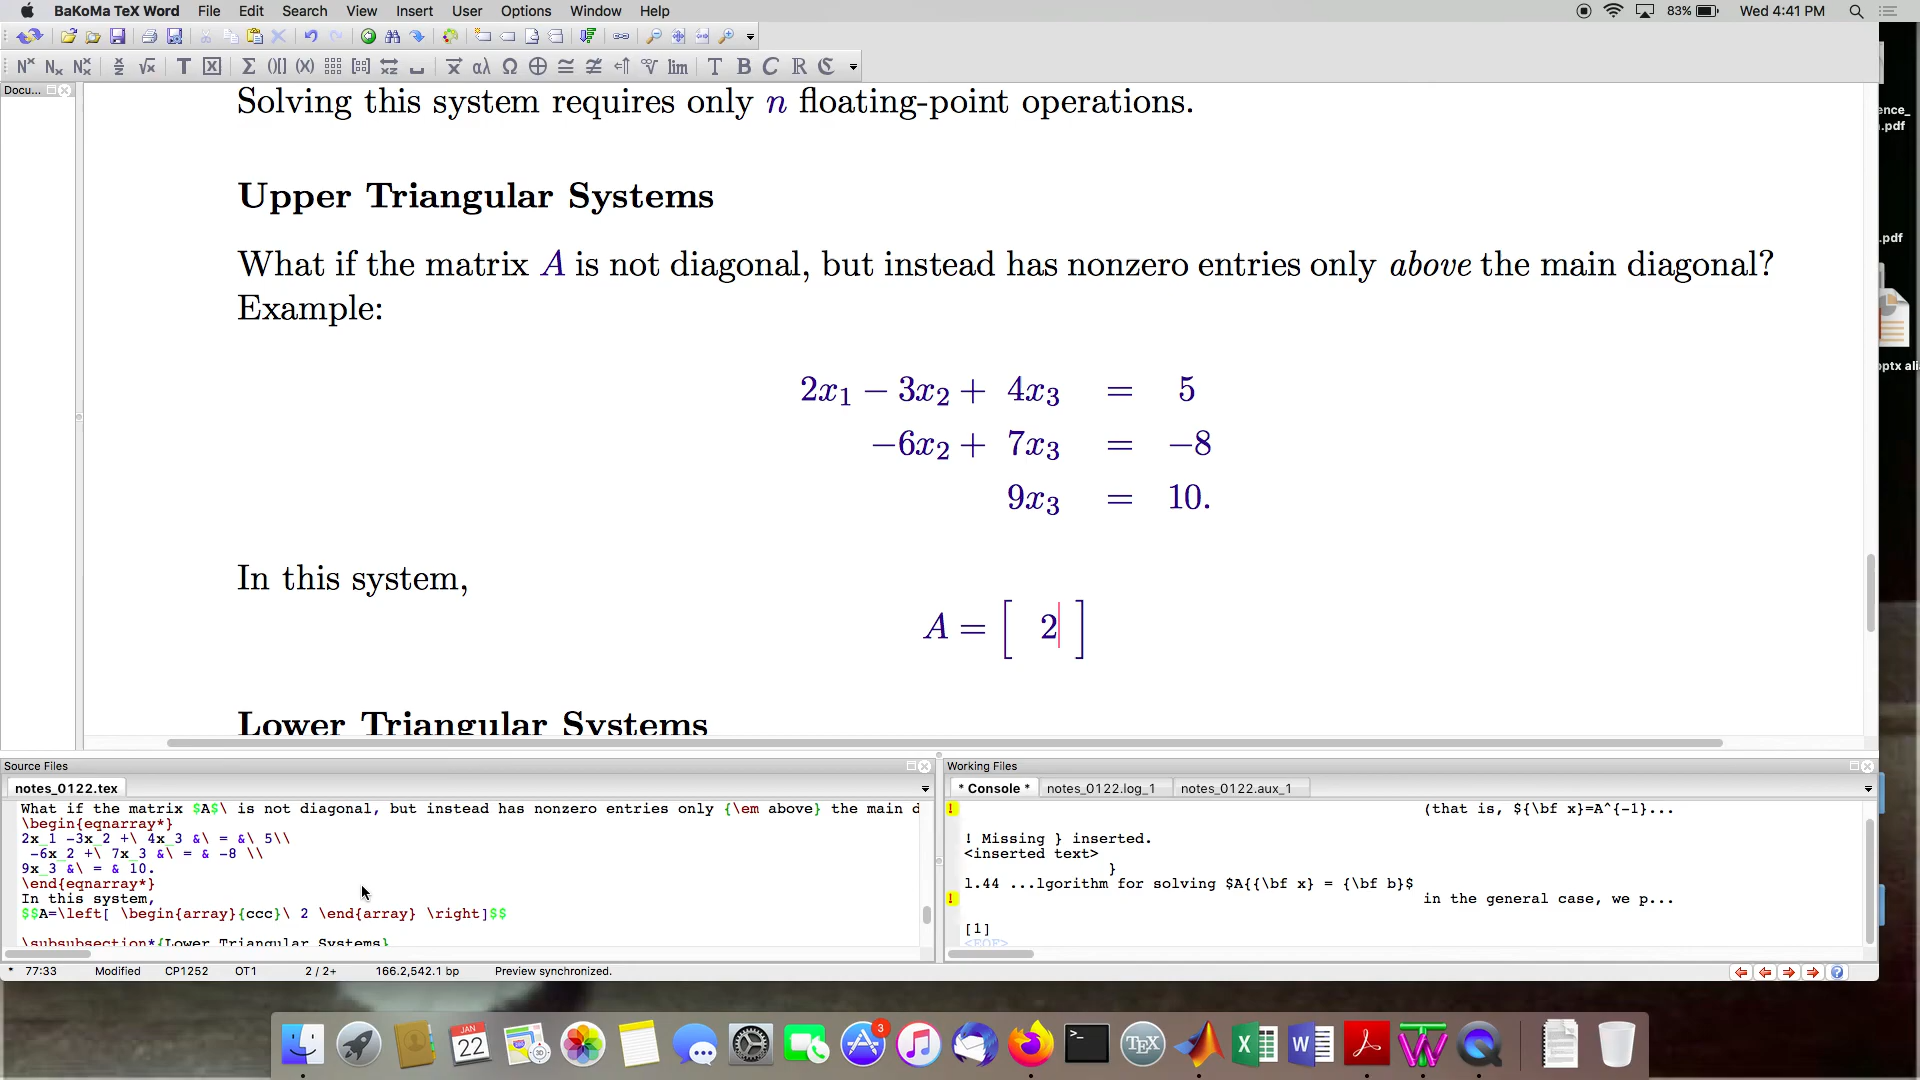 BaKoMa TeX Word File Edit Search View Insert User Options Window Help 83% Wed 4:41 PM
Docu...
Solving this system requires only n floating-point operations.
Upper Triangular Systems
What if the matrix A is not diagonal, but instead has nonzero entries only above the main diagonal?
Example:
2x₁ − 3x₂ + 4x₃ = 5
−6x₂ + 7x₃ = −8
9x₃ = 10.
In this system,
A = [ 2 ]
Lower Triangular Systems
Source Files
notes_0122.tex
What if the matrix $A$\ is not diagonal, but instead has nonzero entries only {\em above} the main d
\begin{eqnarray*}
2x_1 -3x_2 +\ 4x_3 &\ = &\ 5\\
-6x_2 +\ 7x_3 &\ = & -8 \\
9x_3 &\ = & 10.
\end{eqnarray*}
In this system,
$$A=\left[ \begin{array}{ccc}\ 2 \end{array} \right]$$
\subsubsection*{Lower Triangular Systems}
Working Files
* Console * notes_0122.log_1 notes_0122.aux_1
! (that is, ${\bf x}=A^{-1}...
! Missing } inserted.
<inserted text>
}
l.44 ...lgorithm for solving $A{{\bf x} = {\bf b}$
! in the general case, we p...
[1]
<EOF>
* 77:33 Modified CP1252 OT1 2 / 2+ 166.2,542.1 bp Preview synchronized.
ence_
.pdf
.pdf
pptx ali
JAN
22
3
TEX